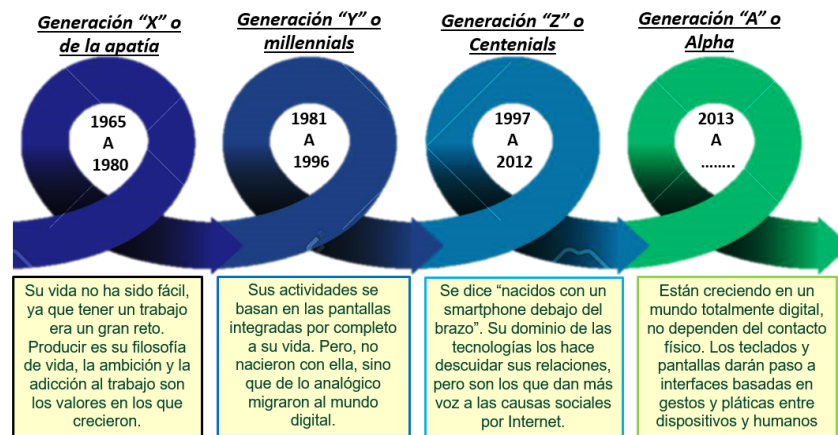 Generación “X” o
de la apatía
1965
A
1980
Su vida no ha sido fácil,
ya que tener un trabajo
era un gran reto.
Producir es su filosofía
de vida, la ambición y la
adicción al trabajo son
los valores en los que
crecieron.
Generación “Y” o
millennials
1981
A
1996
Sus actividades se
basan en las pantallas
integradas por completo
a su vida. Pero, no
nacieron con ella, sino
que de lo analógico
migraron al mundo
digital.
Generación “Z” o
Centenials
1997
A
2012
Se dice “nacidos con un
smartphone debajo del
brazo”. Su dominio de las
tecnologías los hace
descuidar sus relaciones,
pero son los que dan más
voz a las causas sociales
por Internet.
Generación “A” o
Alpha
2013
A
........
Están creciendo en un
mundo totalmente digital,
no dependen del contacto
físico. Los teclados y
pantallas darán paso a
interfaces basadas en
gestos y pláticas entre
dispositivos y humanos